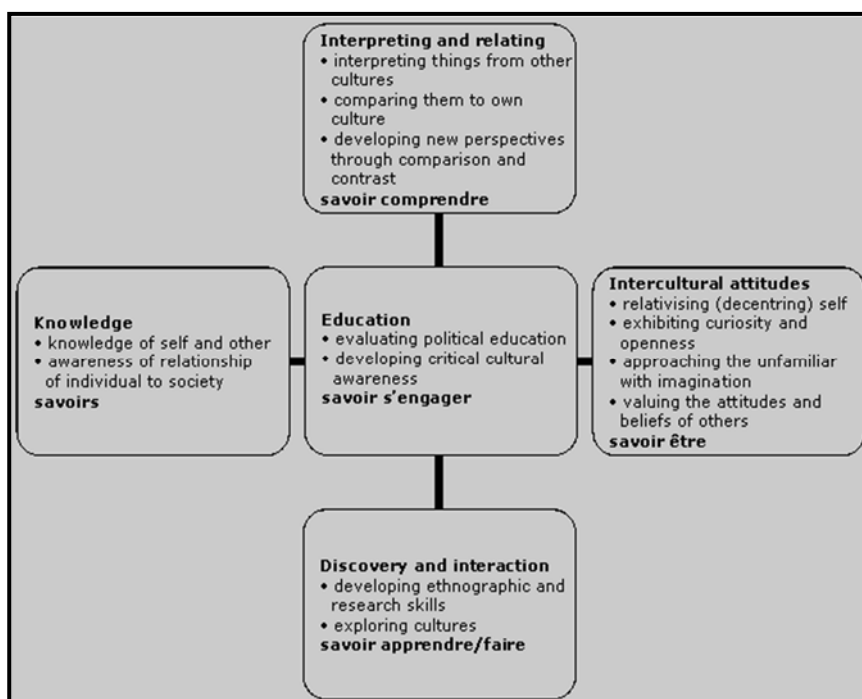 Interpreting and relating
• interpreting things from other
cultures
• comparing them to own
culture
• developing new perspectives
through comparison and
contrast
savoir comprendre
Knowledge
• knowledge of self and other
• awareness of relationship
of individual to society
savoirs
Education
• evaluating political education
• developing critical cultural
awareness
savoir s'engager
Intercultural attitudes
• relativising (decentring) self
• exhibiting curiosity and
openness
• approaching the unfamiliar
with imagination
• valuing the attitudes and
beliefs of others
savoir être
Discovery and interaction
• developing ethnographic and
research skills
• exploring cultures
savoir apprendre/faire